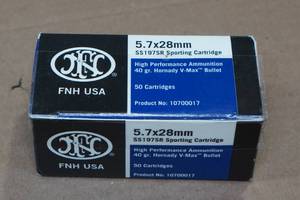 FN
FNH USA
5.7x28mm
SS197SR Sporting Cartridge
High Performance Ammunition
40 gr. Hornady V-Max™ Bullet
50 Cartridges
Product No: 10700017
FN
FNH USA
5.7x28mm
SS197SR Sporting Cartridge
High Performance Ammunition
40 gr. Hornady V-Max™ Bullet
50 Cartridges
Product No: 10700017